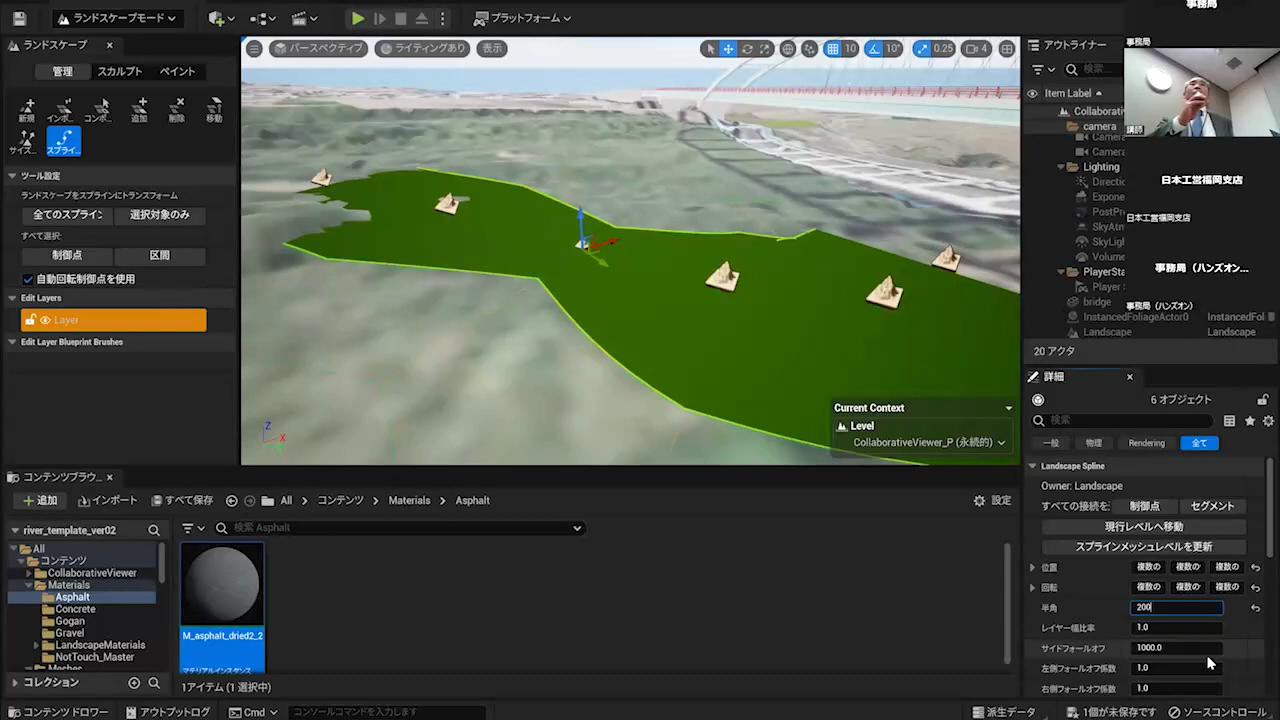 ランドスケープモード
プラットフォーム
事務局
ランドスケープ
管理
スカルプト
ペイント
新規
インポ...
コンポ...
追加
削除
移動
サイズ...
スプライ...
ツール設定
ランドスケープをスプラインにトランスフォーム
全てのスプライン
選択対象のみ
すべて選択:
制御点
区間
自動回転制御点を使用
Edit Layers
Layer
Edit Layer Blueprint Brushes
パースペクティブ
ライティングあり
表示
10
10°
0.25
4
Z
X
Current Context
Level
CollaborativeViewer_P (永続的)
アウトライナー
検索...
Item Label
Collaborati
camera
Camera
Camera
Lighting
Directio
Expone
PostPr
SkyAtm
SkyLigh
Volume
PlayerSta
Player
bridge
InstancedFoliageActor0
InstancedFol
Landscape
Landscape
20 アクタ
事務局
講師
日本工営福岡支店
日本工営福岡支店
事務局（ハンズオン...
事務局（ハンズオン）
詳細
6 オブジェクト
検索
一般
物理
Rendering
全て
Landscape Spline
Owner: Landscape
すべての接続を:
制御点
セグメント
現行レベルへ移動
スプラインメッシュレベルを更新
位置
複数の
複数の
複数の
回転
複数の
複数の
複数の
半角
200
レイヤー幅比率
1.0
サイドフォールオフ
1000.0
左側フォールオフ係数
1.0
右側フォールオフ係数
1.0
コンテンツブラウ...
追加
インポート
すべて保存
All
コンテンツ
Materials
Asphalt
設定
river_template_ver02
検索 Asphalt
All
コンテンツ
CollaborativeViewer
Materials
Asphalt
Concrete
Gogan
Gravel
LandscapeMaterials
NotTouch_Master
Meshes
コレクション
M_asphalt_dried2_2
マテリアルインスタンス
1アイテム (1 選択中)
コンテンツドロワー
アウトプットログ
Cmd
コンソールコマンドを入力します
派生データ
1個が未保存です
ソースコントロール